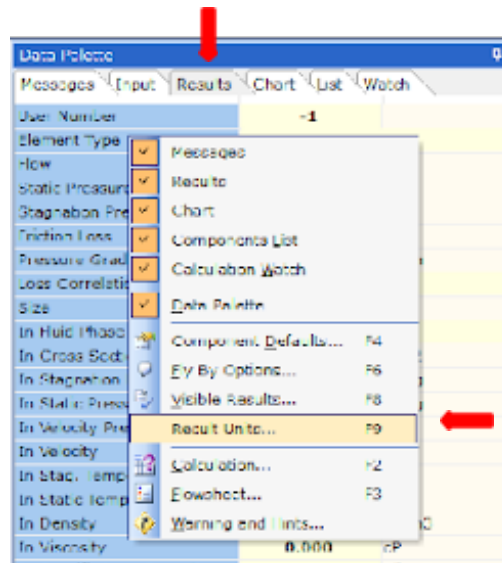 Data Palette
Messages Input Results Chart List Watch
User Number -1
Element Type
Flow
Static Pressure
Stagnation Pre
Friction Loss
Pressure Grad
Loss Correlatio
Size
In Fluid Phase
In Cross Secti
In Stagnation
In Static Press
In Velocity Pre
In Velocity
In Stag. Temp
In Static Temp
In Density
In Viscosity 0.000 cP
Messages
Results
Chart
Components List
Calculation Watch
Data Palette
Component Defaults... F4
Fly By Options... F6
Visible Results... F8
Result Units... F9
Calculation... F2
Flowsheet... F3
Warning and Hints...